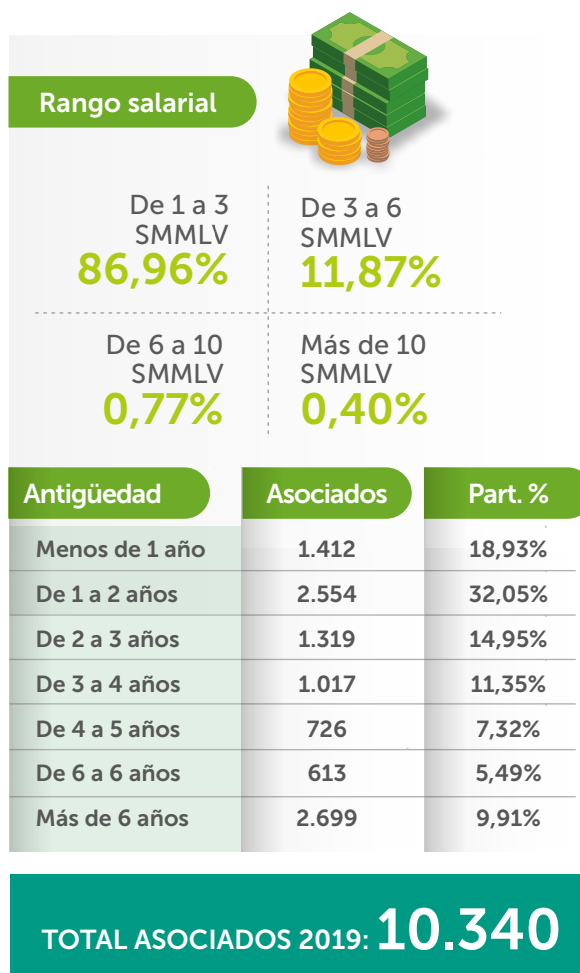 Rango salarial
De 1 a 3
SMMLV
86,96%
De 3 a 6
SMMLV
11,87%
De 6 a 10
SMMLV
0,77%
Más de 10
SMMLV
0,40%
Antigüedad Asociados Part. %
Menos de 1 año 1.412 18,93%
De 1 a 2 años 2.554 32,05%
De 2 a 3 años 1.319 14,95%
De 3 a 4 años 1.017 11,35%
De 4 a 5 años 726 7,32%
De 6 a 6 años 613 5,49%
Más de 6 años 2.699 9,91%
TOTAL ASOCIADOS 2019: 10.340